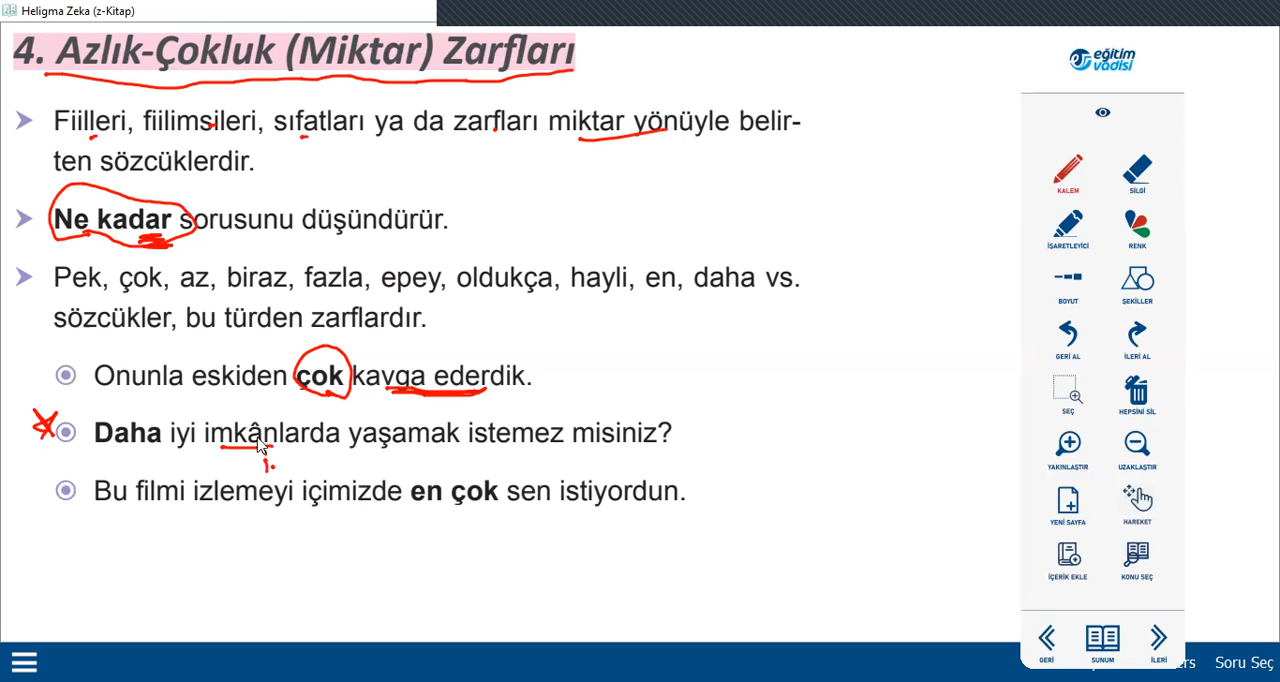 Heligma Zeka (z-Kitap)
4. Azlık-Çokluk (Miktar) Zarfları
Fiilleri, fiilimsileri, sıfatları ya da zarfları miktar yönüyle belir-
ten sözcüklerdir.
Ne kadar sorusunu düşündürür.
Pek, çok, az, biraz, fazla, epey, oldukça, hayli, en, daha vs.
sözcükler, bu türden zarflardır.
Onunla eskiden çok kavga ederdik.
Daha iyi imkânlarda yaşamak istemez misiniz?
i.
Bu filmi izlemeyi içimizde en çok sen istiyordun.
eğitim
vadisi
KALEM
SİLGİ
İŞARETLEYİCİ
RENK
BOYUT
ŞEKİLLER
GERİ AL
İLERİ AL
SEÇ
HEPSİNİ SİL
YAKINLAŞTIR
UZAKLAŞTIR
YENİ SAYFA
HAREKET
İÇERİK EKLE
KONU SEÇ
GERİ
SUNUM
İLERİ
Soru Seç